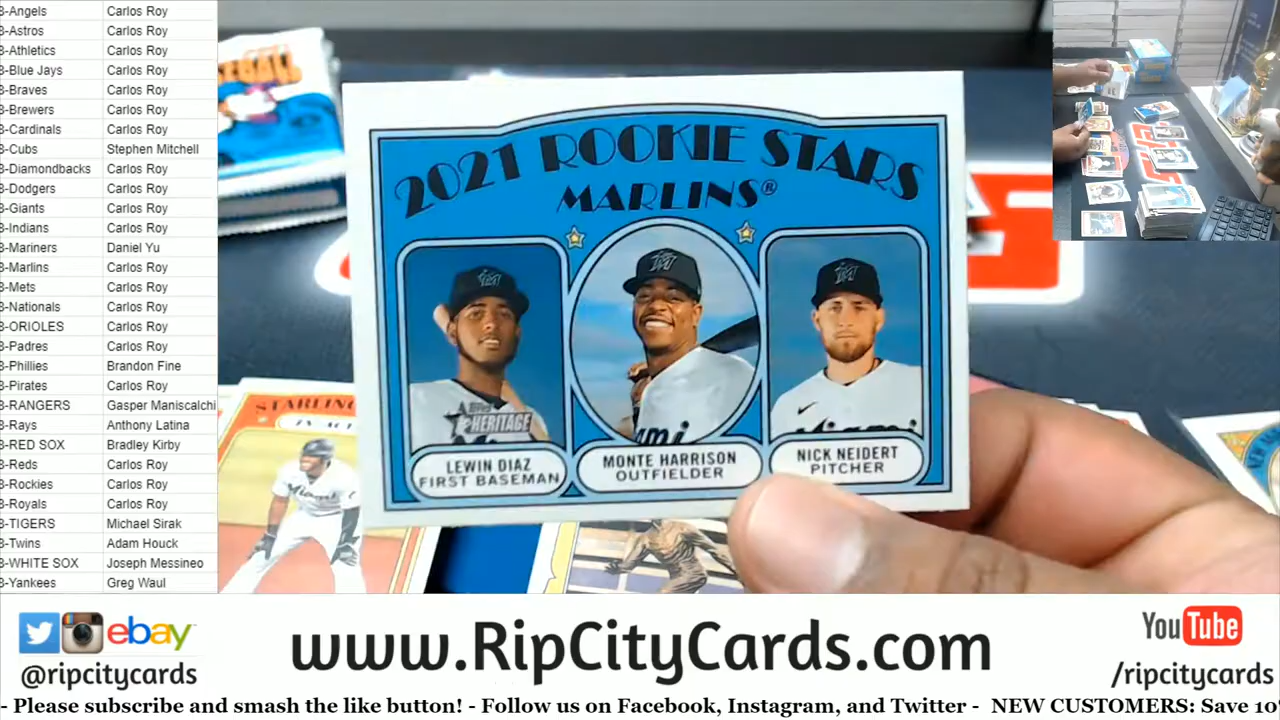 B-Angels Carlos Roy
B-Astros Carlos Roy
B-Athletics Carlos Roy
B-Blue Jays Carlos Roy
B-Braves Carlos Roy
B-Brewers Carlos Roy
B-Cardinals Carlos Roy
B-Cubs Stephen Mitchell
B-Diamondbacks Carlos Roy
B-Dodgers Carlos Roy
B-Giants Carlos Roy
B-Indians Carlos Roy
B-Mariners Daniel Yu
B-Marlins Carlos Roy
B-Mets Carlos Roy
B-Nationals Carlos Roy
B-ORIOLES Carlos Roy
B-Padres Carlos Roy
B-Phillies Brandon Fine
B-Pirates Carlos Roy
B-RANGERS Gasper Maniscalchi
B-Rays Anthony Latina
B-RED SOX Bradley Kirby
B-Reds Carlos Roy
B-Rockies Carlos Roy
B-Royals Carlos Roy
B-TIGERS Michael Sirak
B-Twins Adam Houck
B-WHITE SOX Joseph Messineo
B-Yankees Greg Waul
2021 ROOKIE STARS
MARLINS®
TOPPS
HERITAGE
LEWIN DIAZ
FIRST BASEMAN
MONTE HARRISON
OUTFIELDER
NICK NEIDERT
PITCHER
STARLING
ebay
@ripcitycards
www.RipCityCards.com
YouTube
/ripcitycards
- Please subscribe and smash the like button! - Follow us on Facebook, Instagram, and Twitter - NEW CUSTOMERS: Save 10